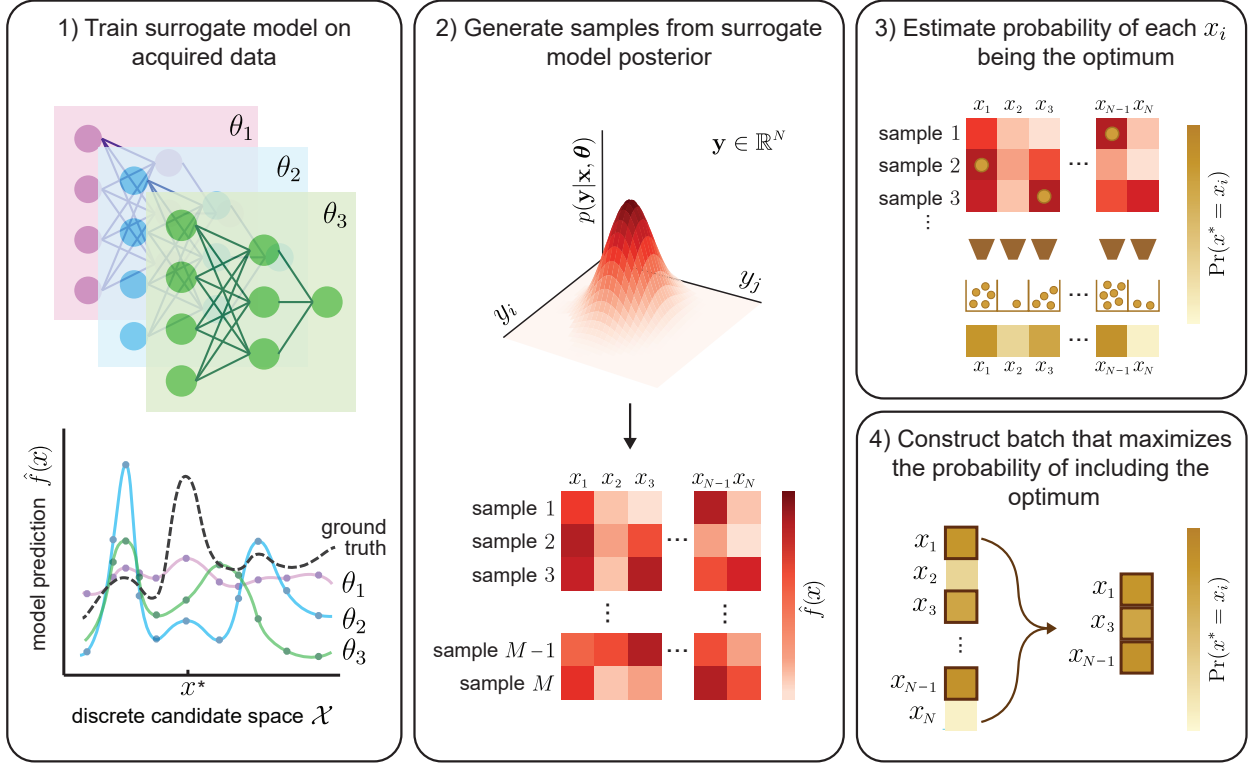 1) Train surrogate model on
acquired data
θ₁
θ₂
θ₃
model prediction f̂(x)
ground
truth
θ₁
θ₂
θ₃
x*
discrete candidate space 𝒳
2) Generate samples from surrogate
model posterior
p(𝐲|𝐱, 𝜽)
𝐲 ∈ ℝᴺ
y_i
y_j
x₁ x₂ x₃ x_{N−1} x_N
sample 1
sample 2 ...
sample 3
⋮ ⋮
sample M−1 ...
sample M
f̂(x)
3) Estimate probability of each x_i
being the optimum
x₁ x₂ x₃ x_{N−1} x_N
sample 1
sample 2 ...
sample 3
⋮
...
...
x₁ x₂ x₃ x_{N−1} x_N
Pr(x* = x_i)
4) Construct batch that maximizes
the probability of including the
optimum
x₁
x₂
x₃
⋮
x_{N−1}
x_N
x₁
x₃
x_{N−1}
Pr(x* = x_i)